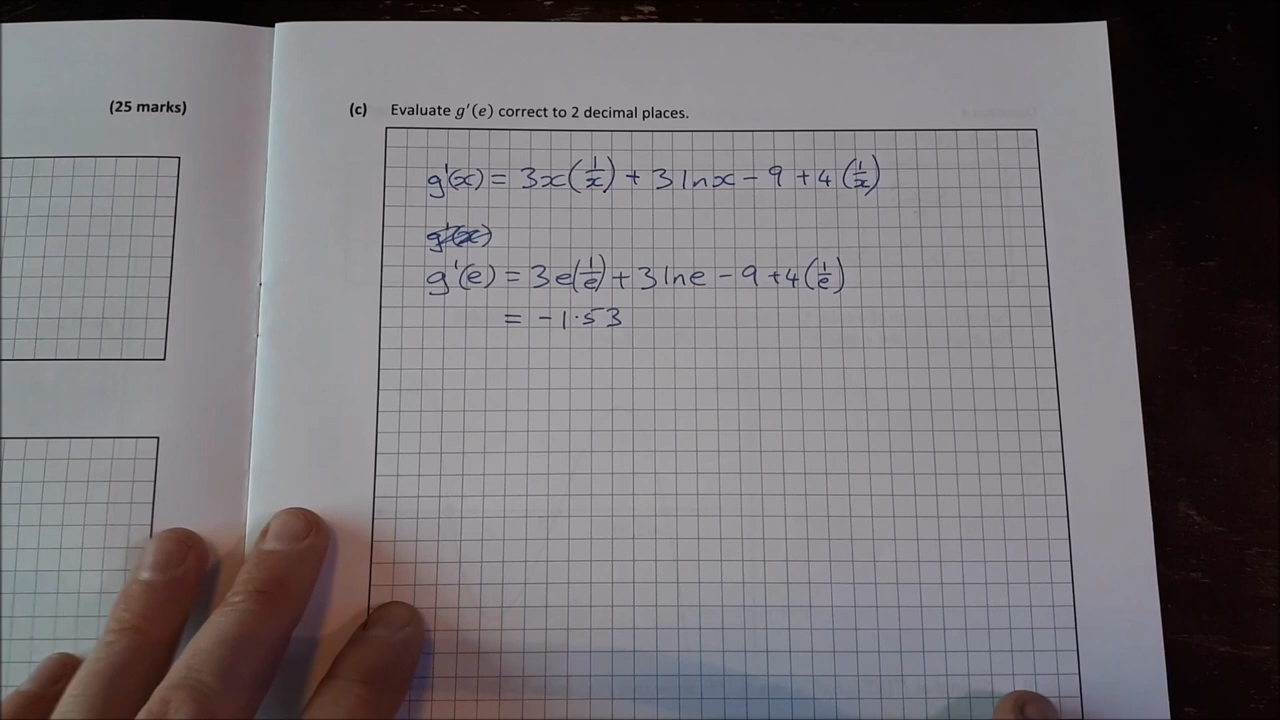 (25 marks)
(c) Evaluate g′(e) correct to 2 decimal places.
g'(x) = 3x(1/x) + 3 ln x - 9 + 4(1/x)
g'(e) = 3e(1/e) + 3 ln e - 9 + 4(1/e)
= -1.53